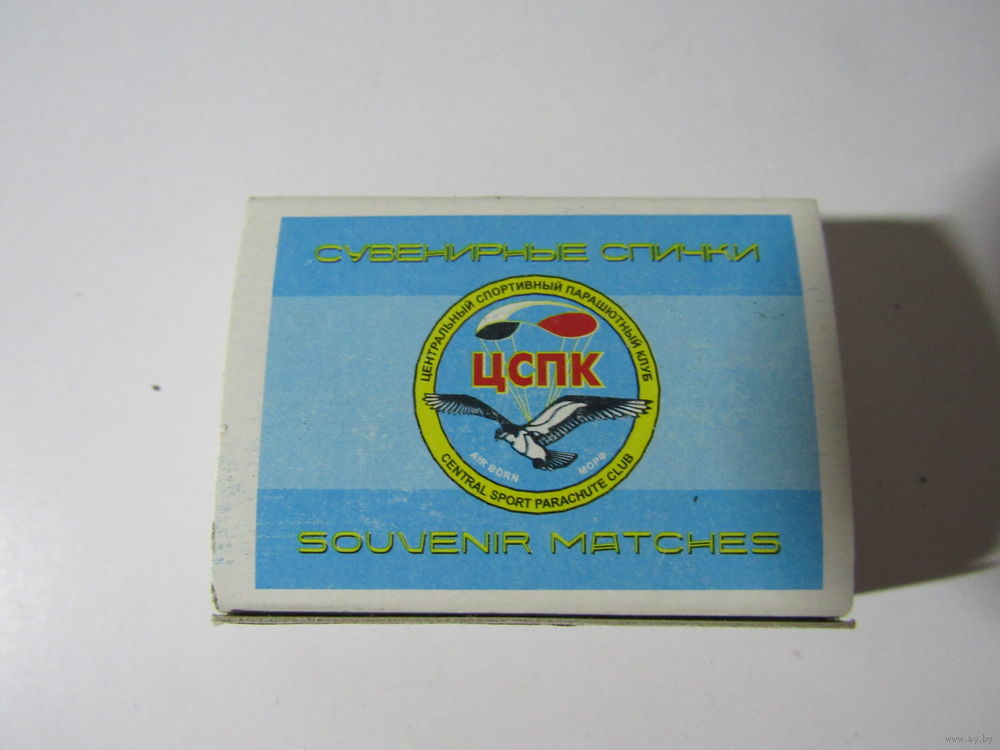 СУВЕНИРНЫЕ СПИЧКИ
ЦЕНТРАЛЬНЫЙ СПОРТИВНЫЙ ПАРАШЮТНЫЙ КЛУБ
ЦСПК
AIR BORN
МОРФ
CENTRAL SPORT PARACHUTE CLUB
SOUVENIR MATCHES
www.ay.by